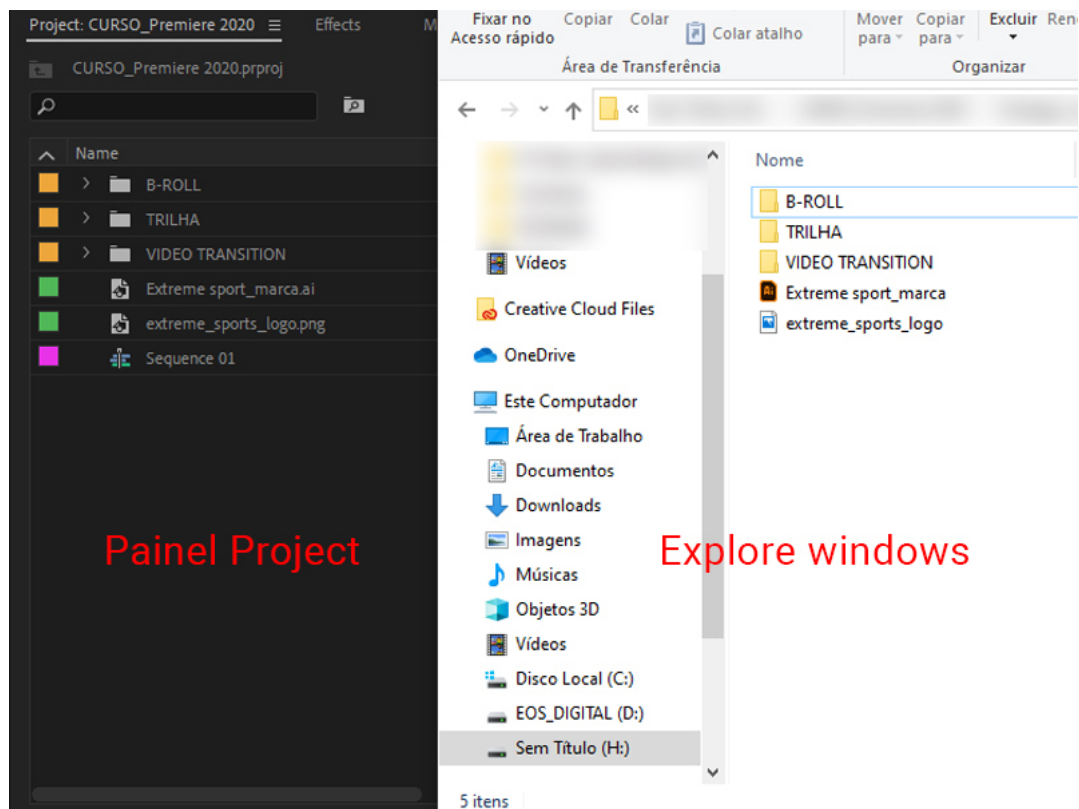 Project: CURSO_Premiere 2020
Effects
M
CURSO_Premiere 2020.prproj
Name
B-ROLL
TRILHA
VIDEO TRANSITION
Extreme sport_marca.ai
extreme_sports_logo.png
Sequence 01
Painel Project
Fixar no
Acesso rápido
Copiar
Colar
Colar atalho
Mover
para
Copiar
para
Excluir
Ren
Área de Transferência
Organizar
«
Vídeos
Creative Cloud Files
OneDrive
Este Computador
Área de Trabalho
Documentos
Downloads
Imagens
Músicas
Objetos 3D
Vídeos
Disco Local (C:)
EOS_DIGITAL (D:)
Sem Título (H:)
5 itens
Nome
B-ROLL
TRILHA
VIDEO TRANSITION
Ai
Extreme sport_marca
extreme_sports_logo
Explore windows